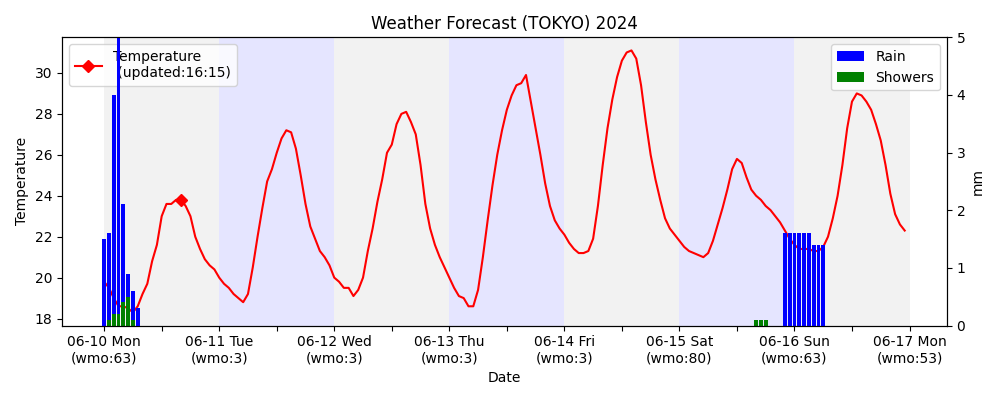 Weather Forecast (TOKYO) 2024
Temperature
(updated:16:15)
Rain
Showers
Temperature
30
28
26
24
22
20
18
5
4
3
2
1
0
mm
06-10 Mon
(wmo:63)
06-11 Tue
(wmo:3)
06-12 Wed
(wmo:3)
06-13 Thu
(wmo:3)
06-14 Fri
(wmo:3)
06-15 Sat
(wmo:80)
06-16 Sun
(wmo:63)
06-17 Mon
(wmo:53)
Date